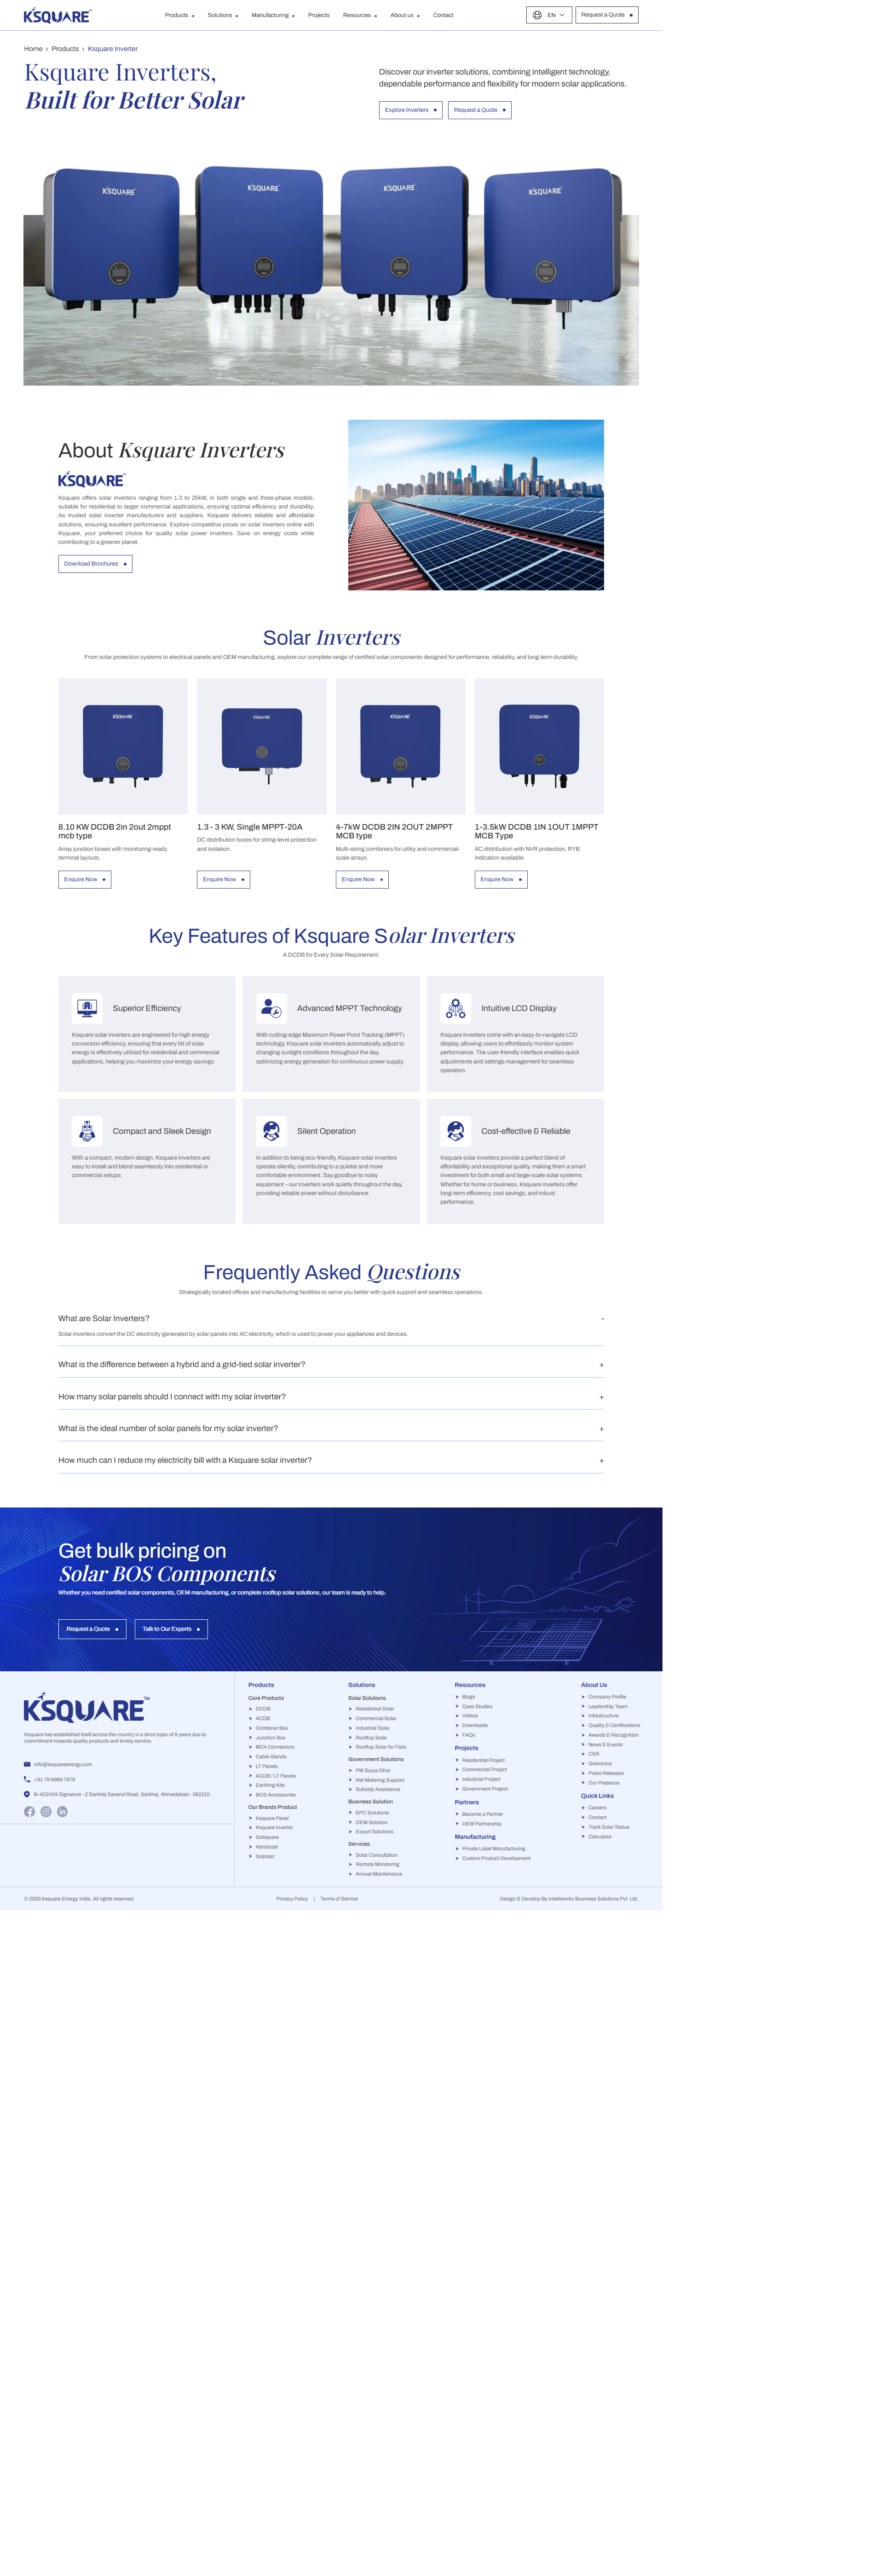 KSQUARE™
Products
Solutions
Manufacturing
Projects
Resources
About us
Contact
EN
Request a Quote
Home › Products › Ksquare Inverter
Ksquare Inverters,
Built for Better Solar
Discover our inverter solutions, combining intelligent technology,
dependable performance and flexibility for modern solar projects.
Explore Inverters
Request a Quote
KSQUARE
KSQUARE
KSQUARE
KSQUARE
About Ksquare Inverters
KSQUARE™
Ksquare offers solar inverters ranging from 1.3 to 25kW, in both single and three-phase models,
suitable for residential to larger commercial applications, ensuring optimal efficiency and durability.
As trusted solar inverter manufacturers and suppliers, Ksquare delivers reliable and affordable
solutions, ensuring excellent performance. Explore competitive prices on solar inverters online with
Ksquare, your preferred choice for quality solar power inverters. Save on energy costs while
contributing to a greener planet.
Download Brochures
Solar Inverters
From solar protection systems to electrical panels and OEM manufacturing, explore our complete range of certified solar components designed for performance, reliability, and long-term durability.
KSQUARE
KSQUARE
KSQUARE
KSQUARE
8.10 KW DCDB 2in 2out 2mppt
mcb type
Array junction boxes with monitoring-ready
terminal layouts.
Enquire Now
1.3 - 3 KW, Single MPPT-20A
DC distribution boxes for string-level protection
and isolation.
Enquire Now
4-7kW DCDB 2IN 2OUT 2MPPT
MCB type
Multi-string combiners for utility and commercial-
scale arrays.
Enquire Now
1-3.5kW DCDB 1IN 1OUT 1MPPT
MCB Type
AC distribution with NVR protection, RYB
indication available.
Enquire Now
Key Features of Ksquare Solar Inverters
A DCDB for Every Solar Requirement.
Superior Efficiency
Ksquare solar inverters are engineered for high energy
conversion efficiency, ensuring that every bit of solar
energy is effectively utilized for residential and commercial
applications, helping you maximize your energy savings.
Advanced MPPT Technology
With cutting-edge Maximum Power Point Tracking (MPPT)
technology, Ksquare solar inverters automatically adjust to
changing sunlight conditions throughout the day,
optimizing energy generation for continuous power supply.
Intuitive LCD Display
Ksquare inverters come with an easy-to-navigate LCD
display, allowing users to effortlessly monitor system
performance. The user-friendly interface enables quick
adjustments and settings management for seamless
operation.
Compact and Sleek Design
With a compact, modern design, Ksquare inverters are
easy to install and blend seamlessly into residential or
commercial setups.
Silent Operation
In addition to being eco-friendly, Ksquare solar inverters
operate silently, contributing to a quieter and more
comfortable environment. Say goodbye to noisy
equipment – our inverters work quietly throughout the day,
providing reliable power without disturbance.
Cost-effective & Reliable
Ksquare solar inverters provide a perfect blend of
affordability and exceptional quality, making them a smart
investment for both small and large-scale solar systems.
Whether for home or business, Ksquare inverters offer
long-term efficiency, cost savings, and robust
performance.
Frequently Asked Questions
Strategically located offices and manufacturing facilities to serve you better with quick support and seamless operations.
What are Solar Inverters? -
Solar inverters convert the DC electricity generated by solar panels into AC electricity, which is used to power your appliances and devices.
What is the difference between a hybrid and a grid-tied solar inverter? +
How many solar panels should I connect with my solar inverter? +
What is the ideal number of solar panels for my solar inverter? +
How much can I reduce my electricity bill with a Ksquare solar inverter? +
Get bulk pricing on
Solar BOS Components
Whether you need certified solar components, OEM manufacturing, or complete rooftop solar solutions, our team is ready to help.
Request a Quote
Talk to Our Experts
KSQUARE™
Ksquare has established itself across the country in a short span of 8 years due to
commitment towards quality products and timely service.
info@ksquareenergy.com
+91 79 6969 7979
B-403/404 Signature - 2 Sarkhej Sanand Road, Sarkhej, Ahmedabad - 382210.
Products
Core Products
DCDB
ACDB
Combiner Box
Junction Box
MC4 Connectors
Cable Glands
LT Panels
ACDB / LT Panels
Earthing Kits
BOS Accessories
Our Brands Product
Ksquare Panel
Ksquare Inverter
Solsquare
Kenclozer
Solplast
Solutions
Solar Solutions
Residential Solar
Commercial Solar
Industrial Solar
Rooftop Solar
Rooftop Solar for Flats
Government Solutions
PM Surya Ghar
Net Metering Support
Subsidy Assistance
Business Solution
EPC Solutions
OEM Solution
Export Solutions
Services
Solar Consultation
Remote Monitoring
Annual Maintenance
Resources
Blogs
Case Studies
Videos
Downloads
FAQs
Projects
Residential Project
Commercial Project
Industrial Project
Government Project
Partners
Become a Partner
OEM Partnership
Manufacturing
Private Label Manufacturing
Custom Product Development
About Us
Company Profile
Leadership Team
Infrastructure
Quality & Certifications
Awards & Recognition
News & Events
CSR
Grievance
Press Releases
Our Presence
Quick Links
Careers
Contact
Track Solar Status
Calculator
© 2026 Ksquare Energy India. All rights reserved.
Privacy Policy | Terms of Service
Design & Develop By Intelliworkz Business Solutions Pvt. Ltd.